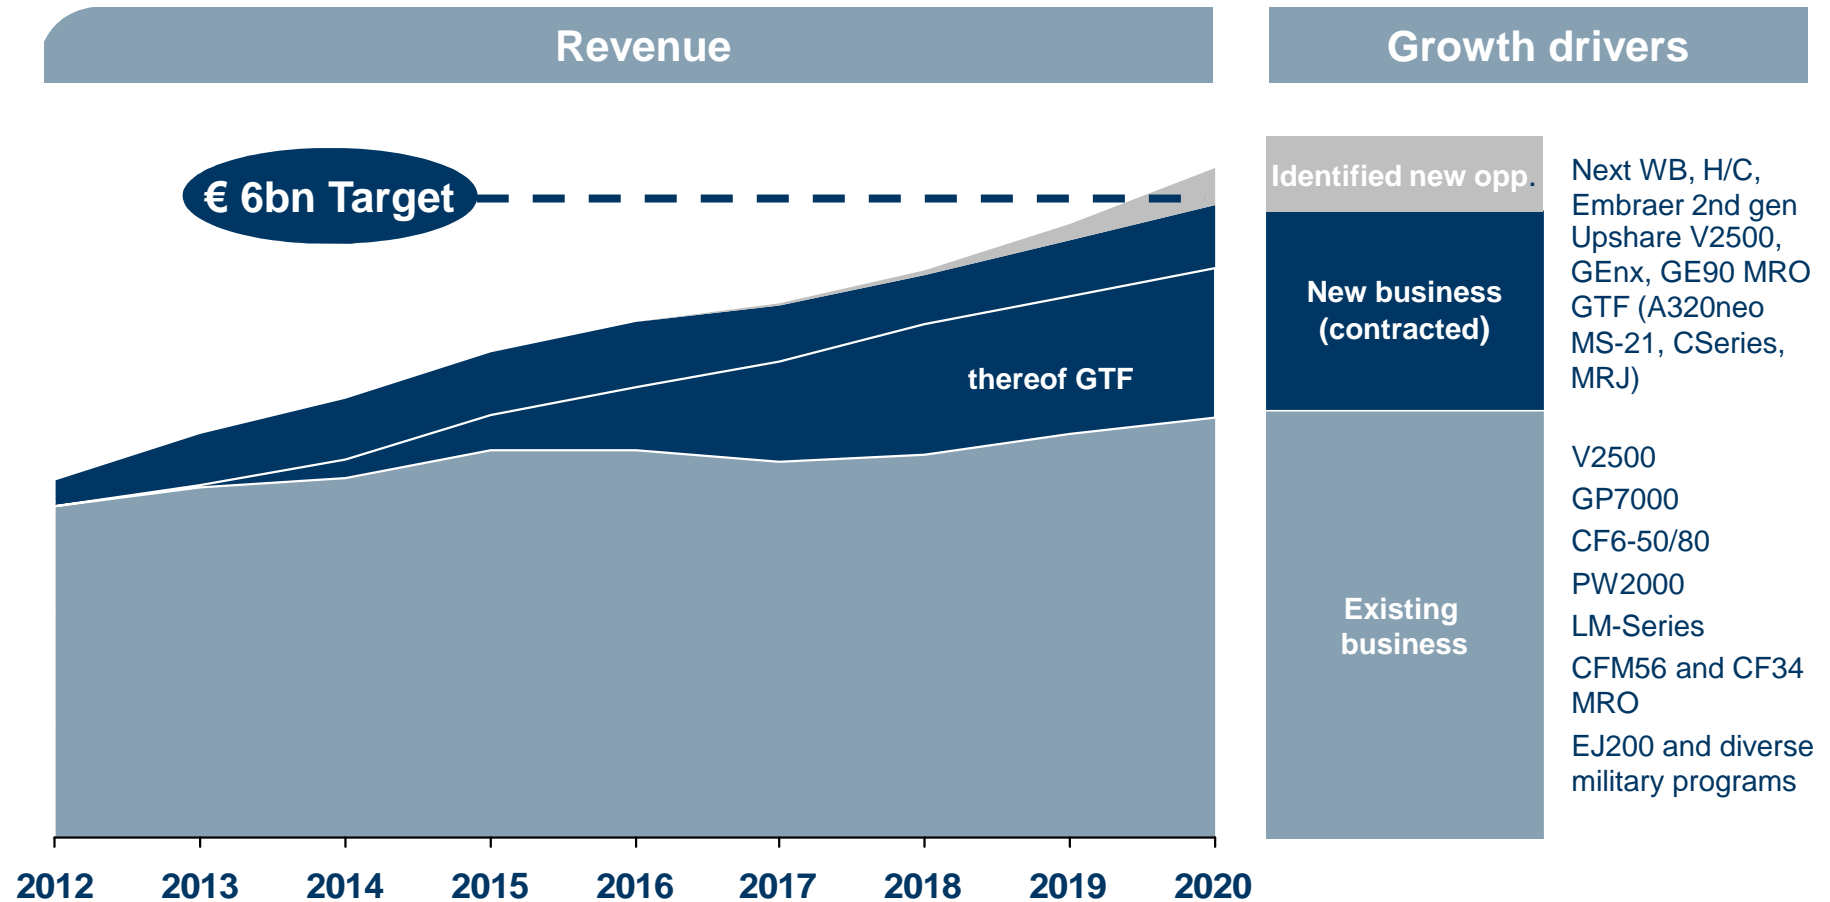 Revenue
Growth drivers
€ 6bn Target
thereof GTF
2012 2013 2014 2015 2016 2017 2018 2019 2020
Identified new opp.
New business
(contracted)
Existing
business
Next WB, H/C,
Embraer 2nd gen
Upshare V2500,
GEnx, GE90 MRO
GTF (A320neo
MS-21, CSeries,
MRJ)
V2500
GP7000
CF6-50/80
PW2000
LM-Series
CFM56 and CF34
MRO
EJ200 and diverse
military programs